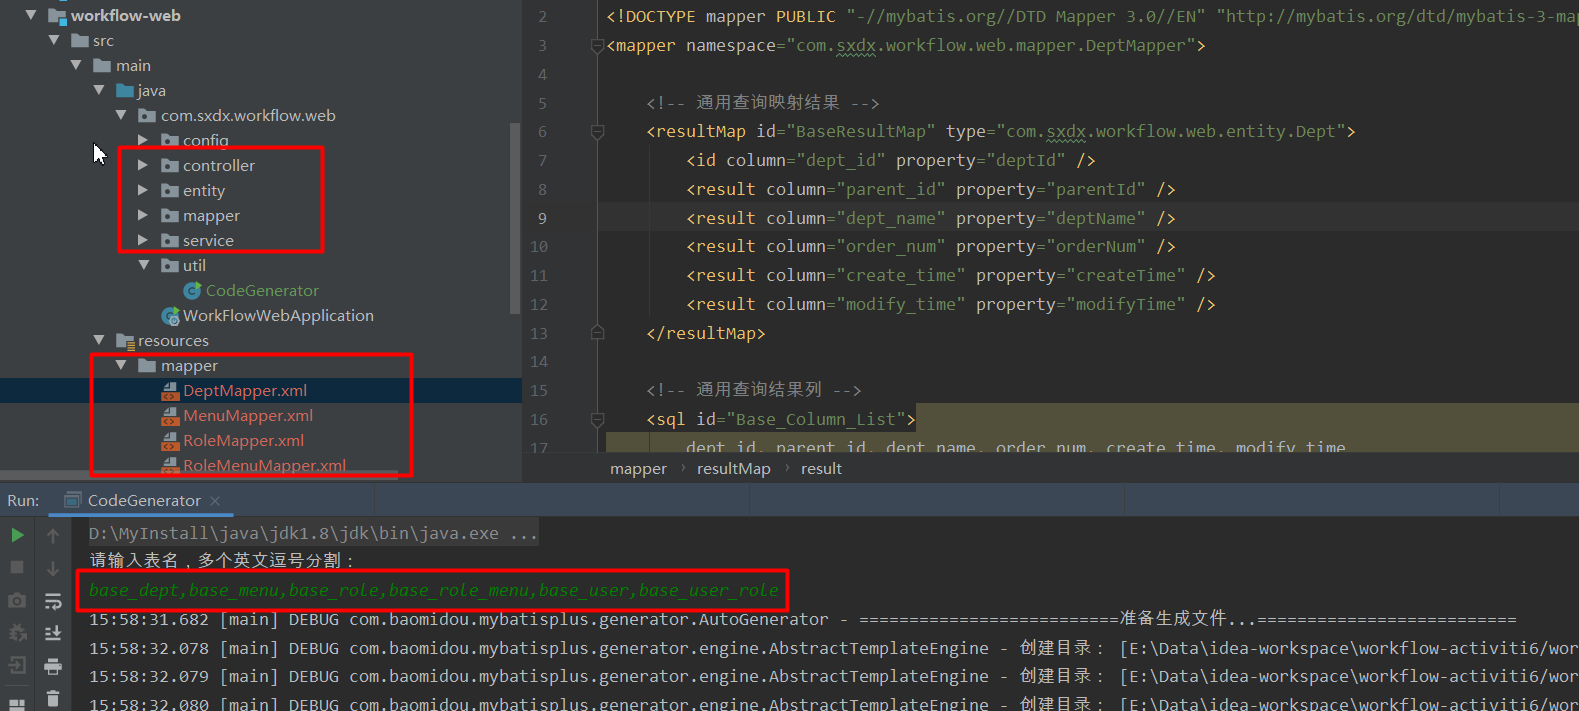 workflow-web
src
main
java
com.sxdx.workflow.web
config
controller
entity
mapper
service
util
CodeGenerator
WorkFlowWebApplication
resources
mapper
DeptMapper.xml
MenuMapper.xml
RoleMapper.xml
RoleMenuMapper.xml
2 <!DOCTYPE mapper PUBLIC "-//mybatis.org//DTD Mapper 3.0//EN" "http://mybatis.org/dtd/mybatis-3-map
3 <mapper namespace="com.sxdx.workflow.web.mapper.DeptMapper">
4
5 <!-- 通用查询映射结果 -->
6 <resultMap id="BaseResultMap" type="com.sxdx.workflow.web.entity.Dept">
7 <id column="dept_id" property="deptId" />
8 <result column="parent_id" property="parentId" />
9 <result column="dept_name" property="deptName" />
10 <result column="order_num" property="orderNum" />
11 <result column="create_time" property="createTime" />
12 <result column="modify_time" property="modifyTime" />
13 </resultMap>
14
15 <!-- 通用查询结果列 -->
16 <sql id="Base_Column_List">
17 dept_id, parent_id, dept_name, order_num, create_time, modify_time
mapper › resultMap › result
Run: CodeGenerator ×
D:\MyInstall\java\jdk1.8\jdk\bin\java.exe ...
请输入表名，多个英文逗号分割：
base_dept,base_menu,base_role,base_role_menu,base_user,base_user_role
15:58:31.682 [main] DEBUG com.baomidou.mybatisplus.generator.AutoGenerator - ==========================准备生成文件...==========================
15:58:32.078 [main] DEBUG com.baomidou.mybatisplus.generator.engine.AbstractTemplateEngine - 创建目录： [E:\Data\idea-workspace\workflow-activiti6/wor
15:58:32.079 [main] DEBUG com.baomidou.mybatisplus.generator.engine.AbstractTemplateEngine - 创建目录： [E:\Data\idea-workspace\workflow-activiti6/wor
15:58:32.080 [main] DEBUG com.baomidou.mybatisplus.generator.engine.AbstractTemplateEngine - 创建目录： [E:\Data\idea-workspace\workflow-activiti6/wor